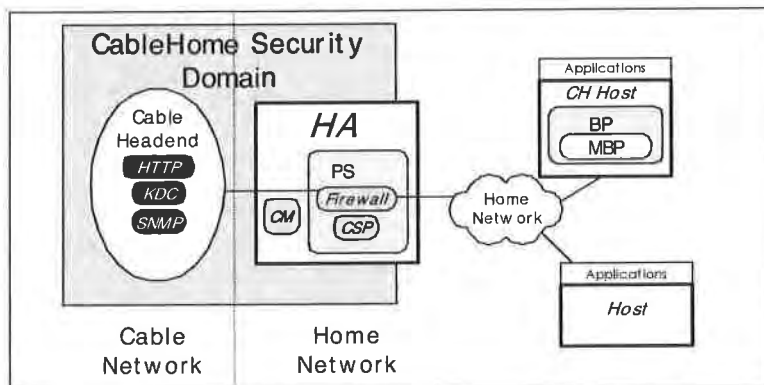 CableHome Security
Domain
Cable
Headend
HTTP
KDC
SNMP
HA
PS
Firewall
CM
CSP
Home
Network
Applications
CH Host
BP
MBP
Applications
Host
Cable
Network
Home
Network